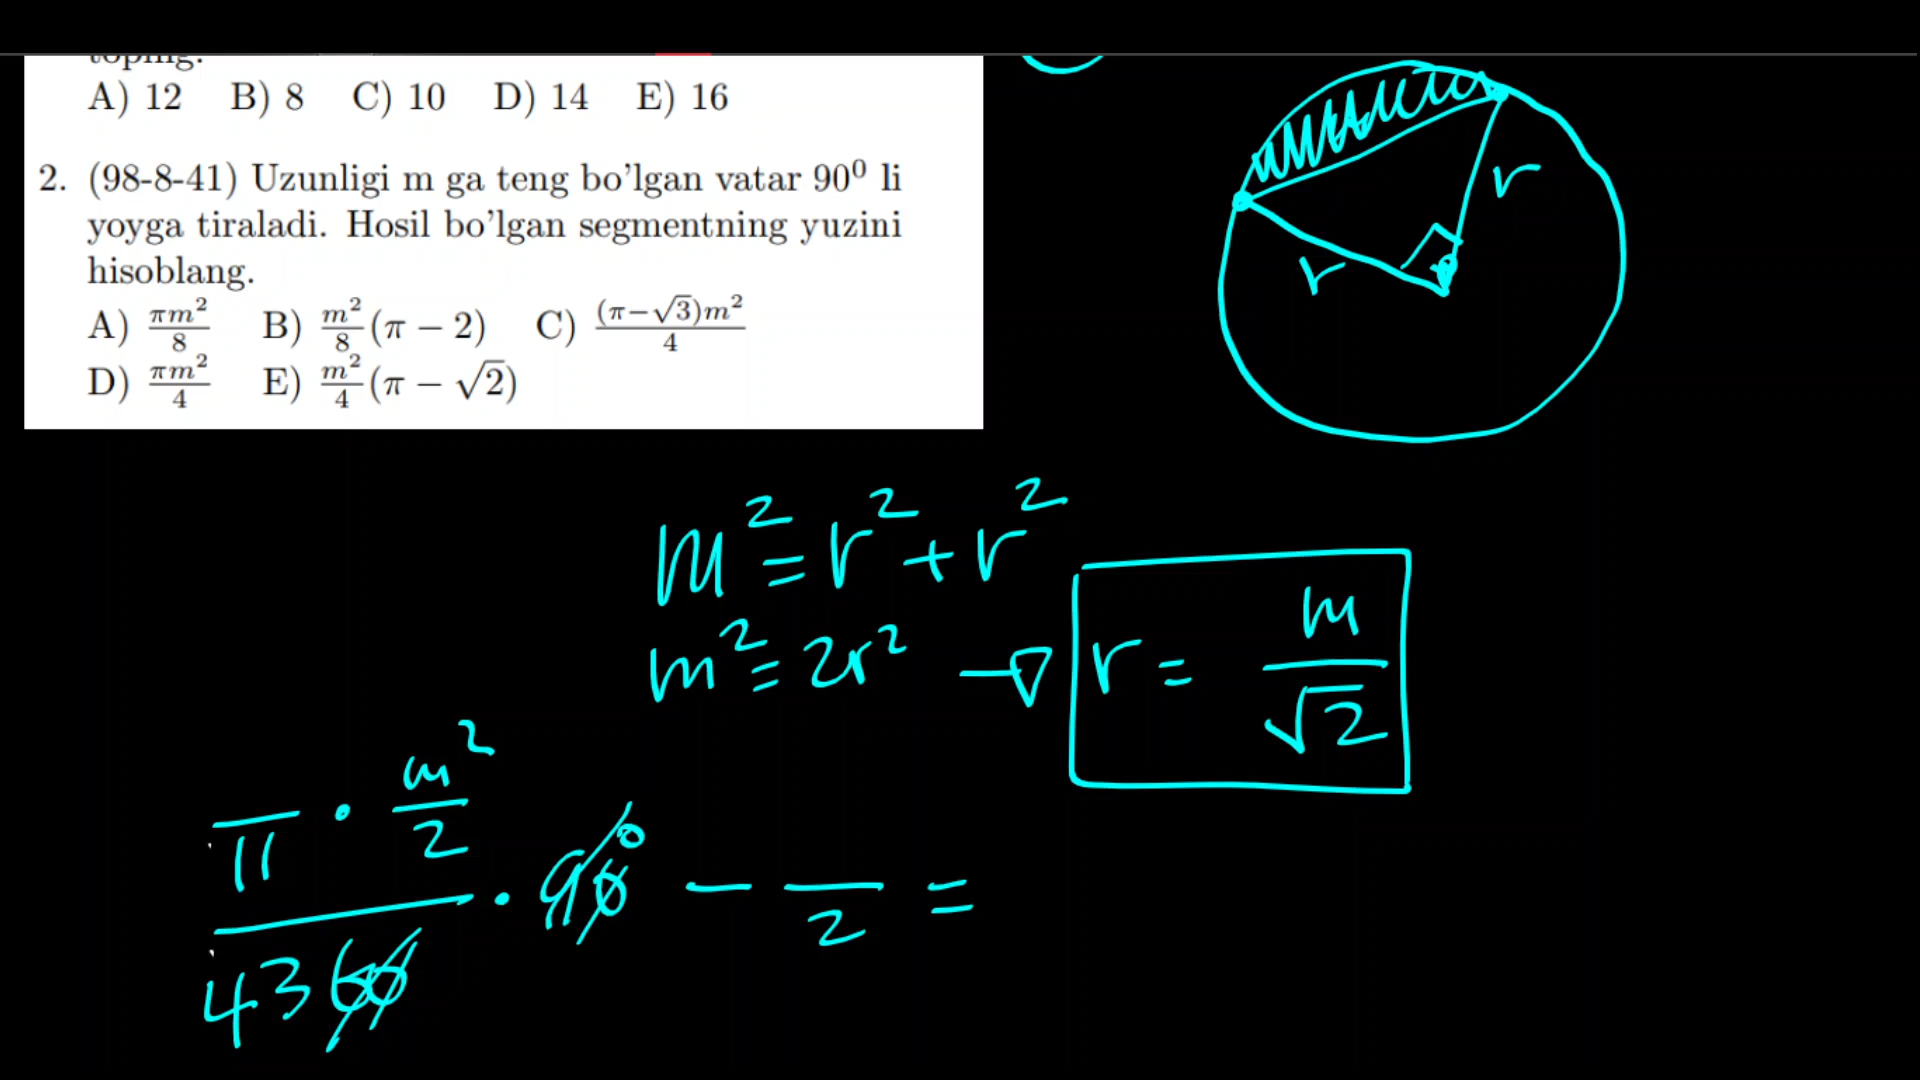 toping.
A) 12 B) 8 C) 10 D) 14 E) 16
2. (98-8-41) Uzunligi m ga teng bo'lgan vatar 90⁰ li
yoyga tiraladi. Hosil bo'lgan segmentning yuzini
hisoblang.
A) πm²/8 B) m²/8(π − 2) C) (π−√3)m²/4
D) πm²/4 E) m²/4(π − √2)
r
r
m² = r² + r²
m² = 2r² → r = m/√2
π · m²/2
/4 360 · 90° − /2 =